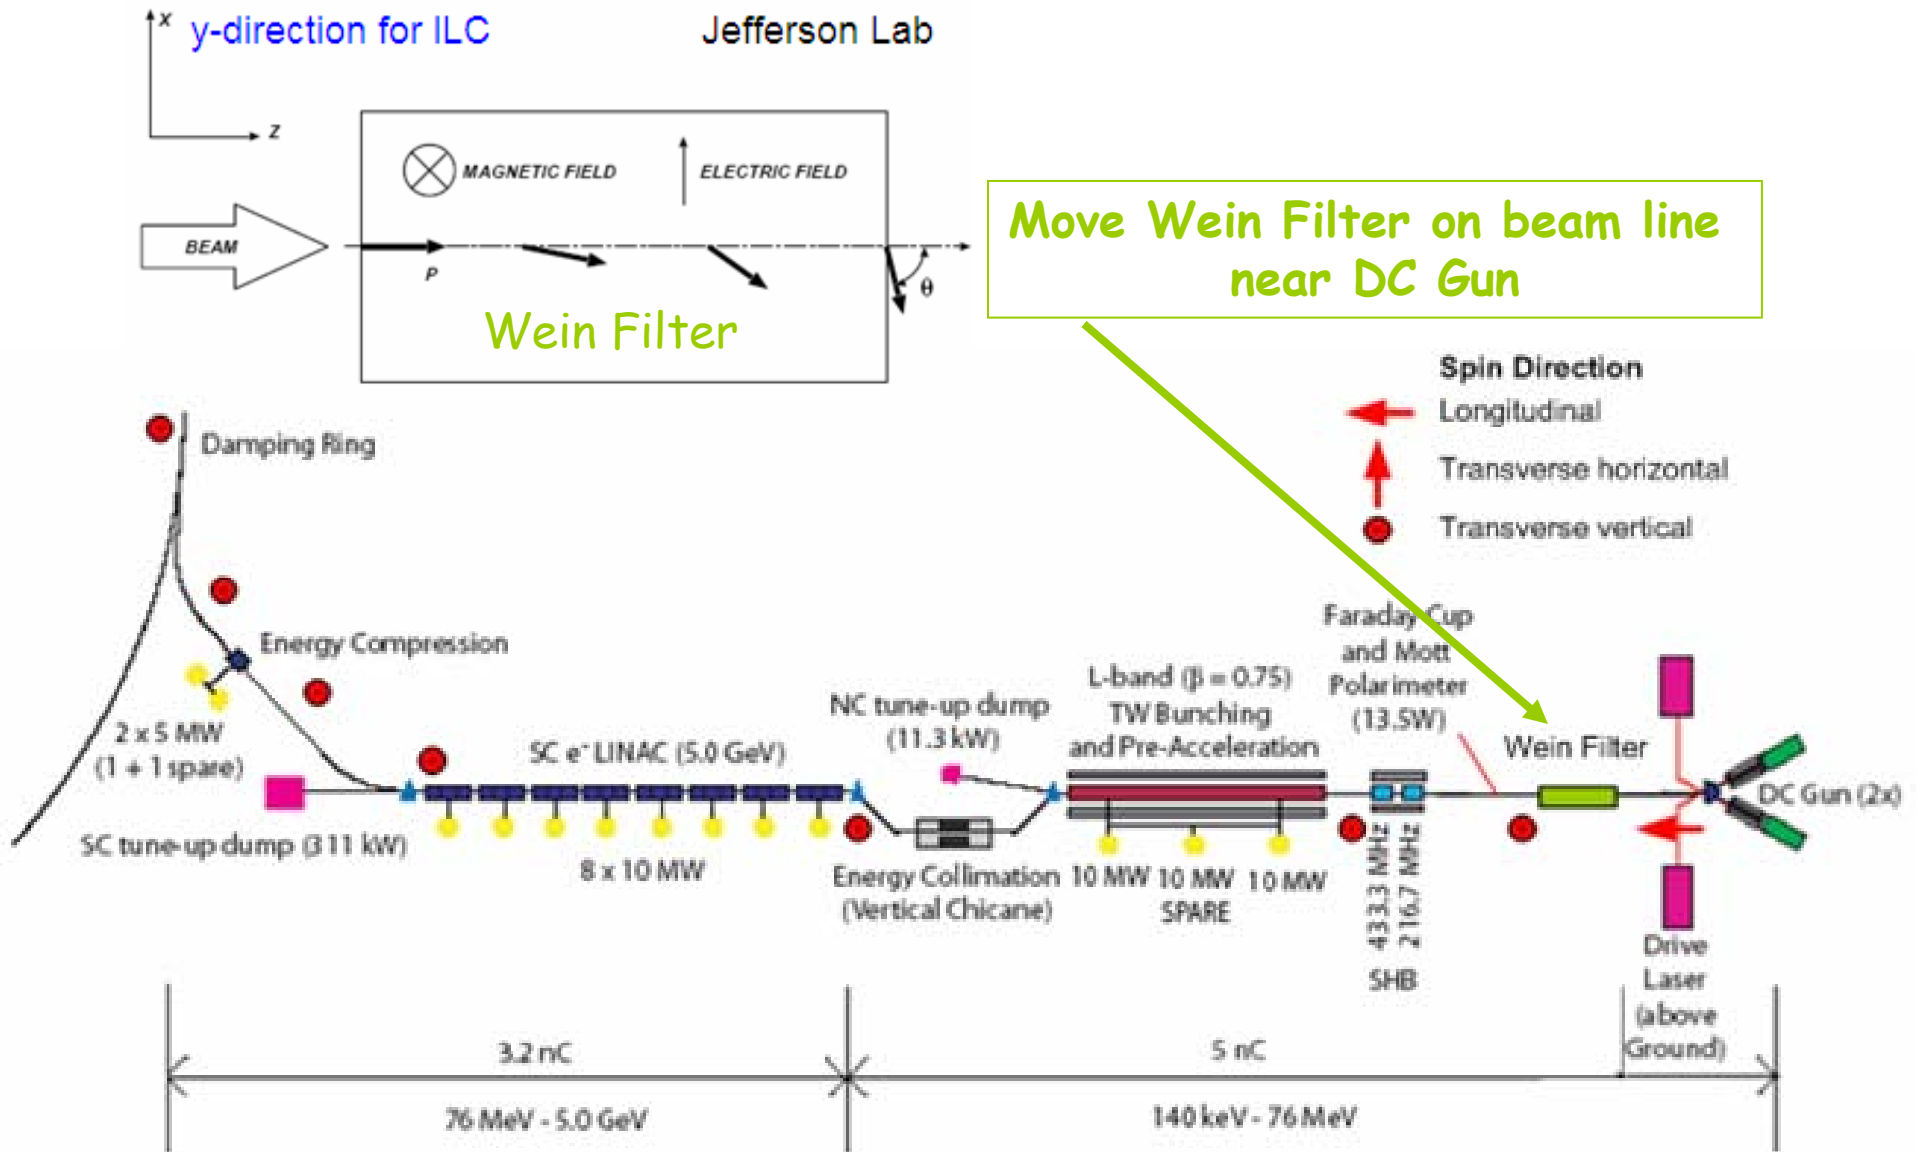 x
y-direction for ILC
Jefferson Lab
z
MAGNETIC FIELD
ELECTRIC FIELD
BEAM
P
θ
Wein Filter
Move Wein Filter on beam line
near DC Gun
Spin Direction
Longitudinal
Transverse horizontal
Transverse vertical
Damping Ring
Energy Compression
2 x 5 MW
(1 + 1 spare)
SC tune-up dump (311 kW)
SC e⁻ LINAC (5.0 GeV)
8 x 10 MW
NC tune-up dump
(11.3 kW)
Energy Collimation
(Vertical Chicane)
L-band (β = 0.75)
TW Bunching
and Pre-Acceleration
10 MW
10 MW
10 MW
SPARE
Faraday Cup
and Mott
Polarimeter
(13.5W)
433.3 MHz
216.7 MHz
SHB
Wein Filter
DC Gun (2x)
Drive
Laser
(above
Ground)
3.2 nC
5 nC
76 MeV - 5.0 GeV
140 keV - 76 MeV